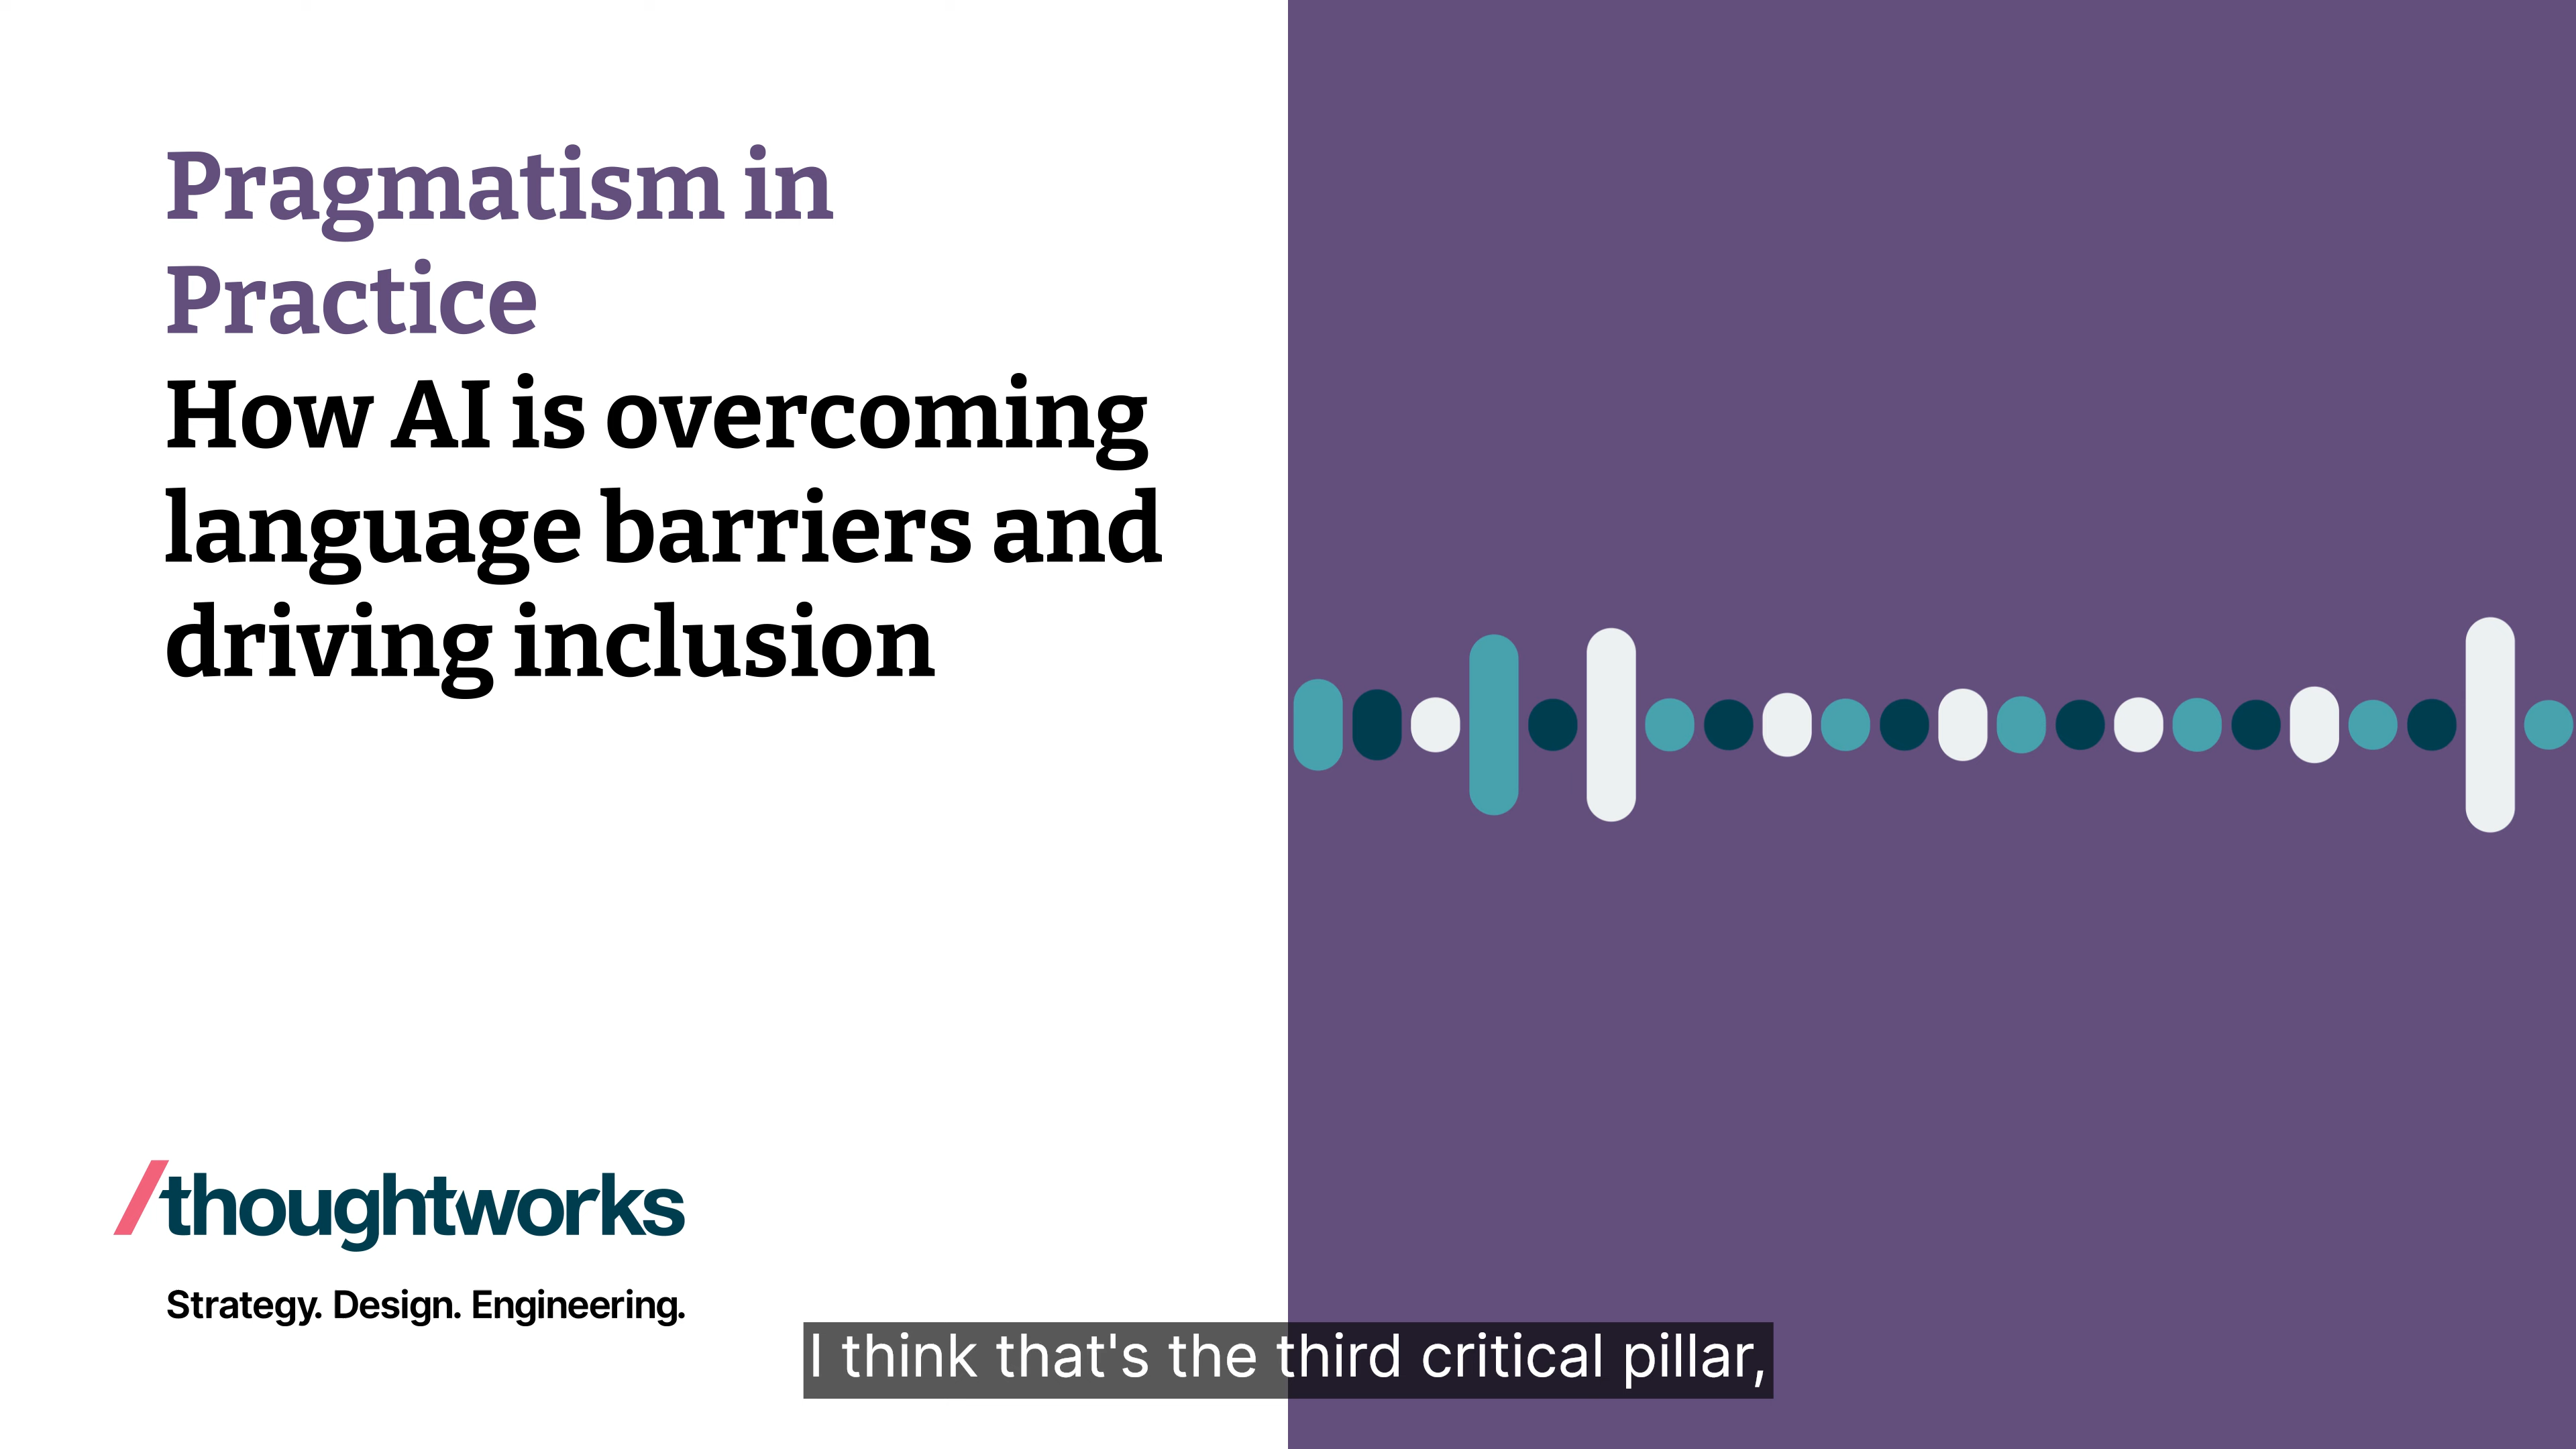 Pragmatism in
Practice
How AI is overcoming
language barriers and
driving inclusion
/thoughtworks
Strategy. Design. Engineering.
I think that's the third critical pillar,